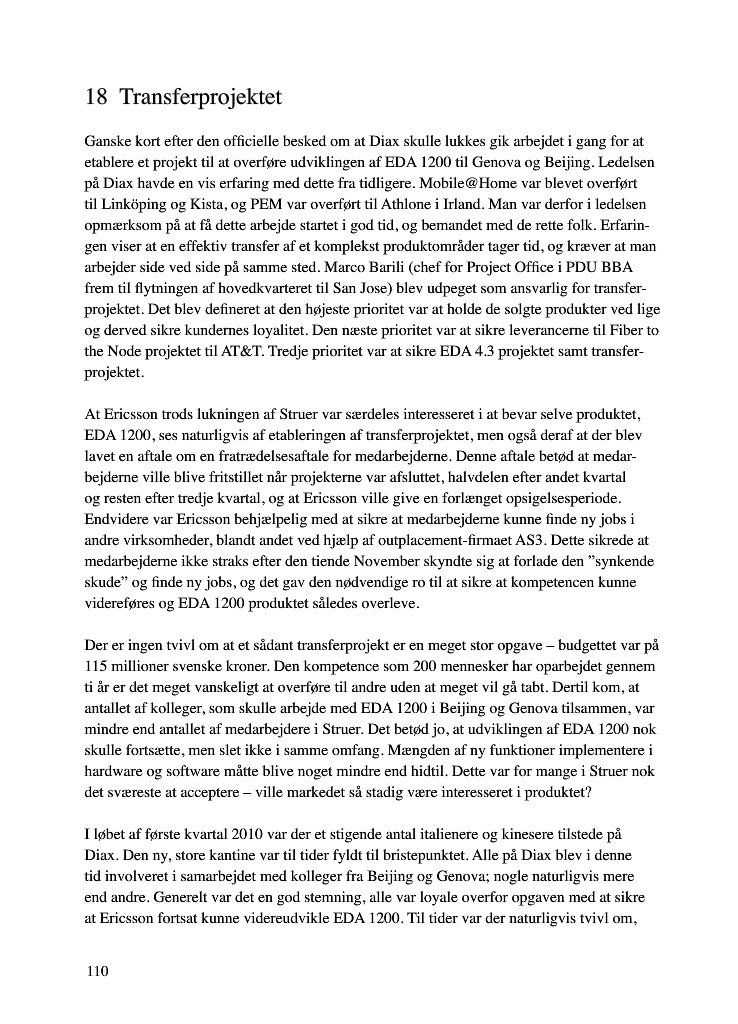 18 Transferprojektet
Ganske kort efter den officielle besked om at Diax skulle lukkes gik arbejdet i gang for at
etablere et projekt til at overføre udviklingen af EDA 1200 til Genova og Beijing. Ledelsen
på Diax havde en vis erfaring med dette fra tidligere. Mobile@Home var blevet overført
til Linköping og Kista, og PEM var overført til Athlone i Irland. Man var derfor i ledelsen
opmærksom på at få dette arbejde startet i god tid, og bemandet med de rette folk. Erfarin-
gen viser at en effektiv transfer af et komplekst produktområder tager tid, og kræver at man
arbejder side ved side på samme sted. Marco Barili (chef for Project Office i PDU BBA
frem til flytningen af hovedkvarteret til San Jose) blev udpeget som ansvarlig for transfer-
projektet. Det blev defineret at den højeste prioritet var at holde de solgte produkter ved lige
og derved sikre kundernes loyalitet. Den næste prioritet var at sikre leverancerne til Fiber to
the Node projektet til AT&T. Tredje prioritet var at sikre EDA 4.3 projektet samt transfer-
projektet.
At Ericsson trods lukningen af Struer var særdeles interesseret i at bevar selve produktet,
EDA 1200, ses naturligvis af etableringen af transferprojektet, men også deraf at der blev
lavet en aftale om en fratrædelsesaftale for medarbejderne. Denne aftale betød at medar-
bejderne ville blive fritstillet når projekterne var afsluttet, halvdelen efter andet kvartal
og resten efter tredje kvartal, og at Ericsson ville give en forlænget opsigelsesperiode.
Endvidere var Ericsson behjælpelig med at sikre at medarbejderne kunne finde ny jobs i
andre virksomheder, blandt andet ved hjælp af outplacement-firmaet AS3. Dette sikrede at
medarbejderne ikke straks efter den tiende November skyndte sig at forlade den ”synkende
skude” og finde ny jobs, og det gav den nødvendige ro til at sikre at kompetencen kunne
videreføres og EDA 1200 produktet således overleve.
Der er ingen tvivl om at et sådant transferprojekt er en meget stor opgave – budgettet var på
115 millioner svenske kroner. Den kompetence som 200 mennesker har oparbejdet gennem
ti år er det meget vanskeligt at overføre til andre uden at meget vil gå tabt. Dertil kom, at
antallet af kolleger, som skulle arbejde med EDA 1200 i Beijing og Genova tilsammen, var
mindre end antallet af medarbejdere i Struer. Det betød jo, at udviklingen af EDA 1200 nok
skulle fortsætte, men slet ikke i samme omfang. Mængden af ny funktioner implementere i
hardware og software måtte blive noget mindre end hidtil. Dette var for mange i Struer nok
det sværeste at acceptere – ville markedet så stadig være interesseret i produktet?
I løbet af første kvartal 2010 var der et stigende antal italienere og kinesere tilstede på
Diax. Den ny, store kantine var til tider fyldt til bristepunktet. Alle på Diax blev i denne
tid involveret i samarbejdet med kolleger fra Beijing og Genova; nogle naturligvis mere
end andre. Generelt var det en god stemning, alle var loyale overfor opgaven med at sikre
at Ericsson fortsat kunne videreudvikle EDA 1200. Til tider var der naturligvis tvivl om,
110